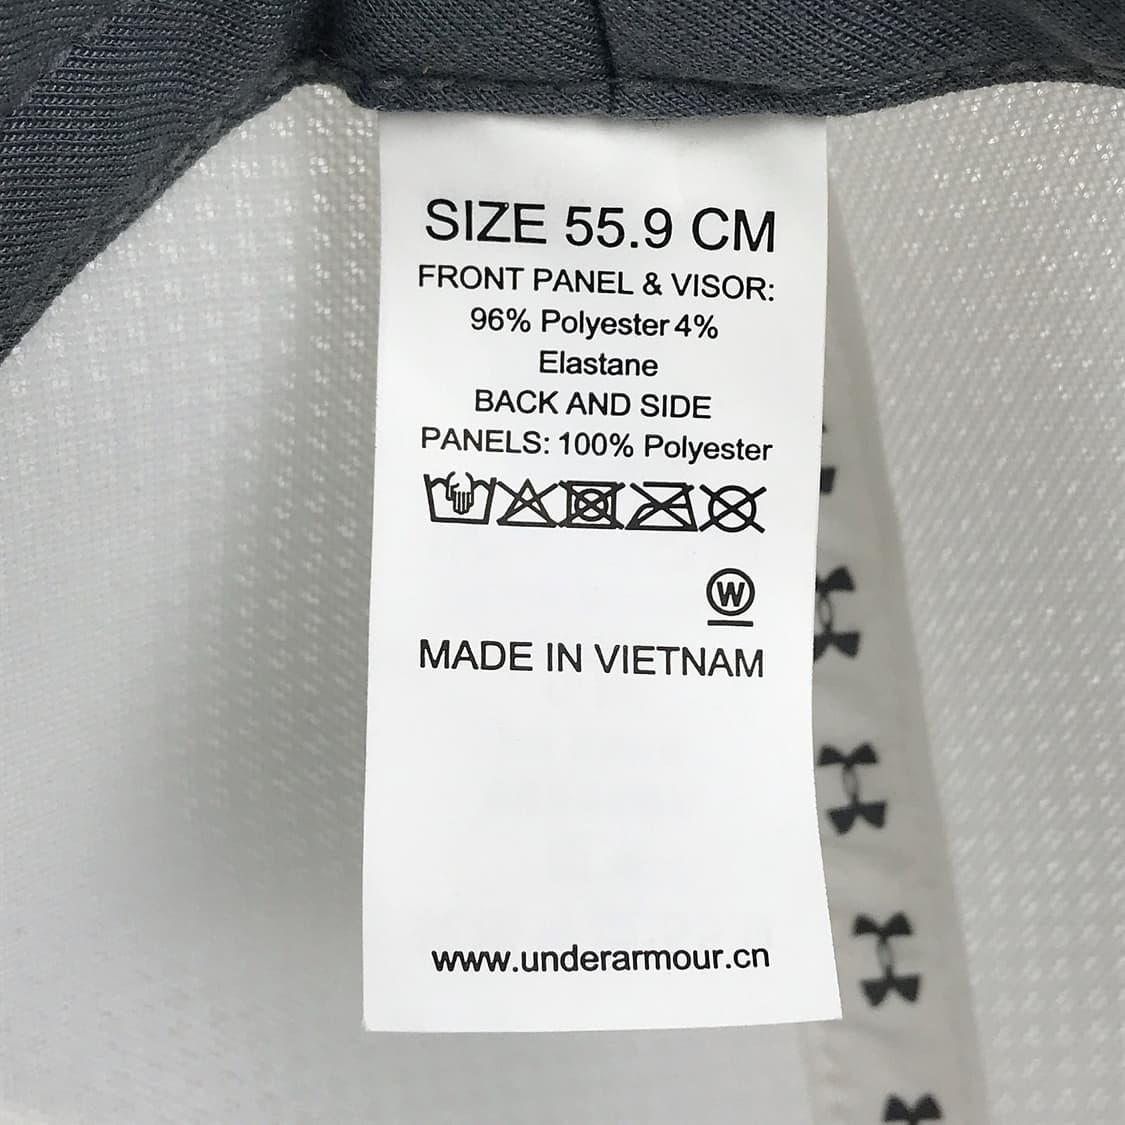 SIZE 55.9 CM
FRONT PANEL & VISOR:
96% Polyester 4%
Elastane
BACK AND SIDE
PANELS: 100% Polyester
W
MADE IN VIETNAM
www.underarmour.cn